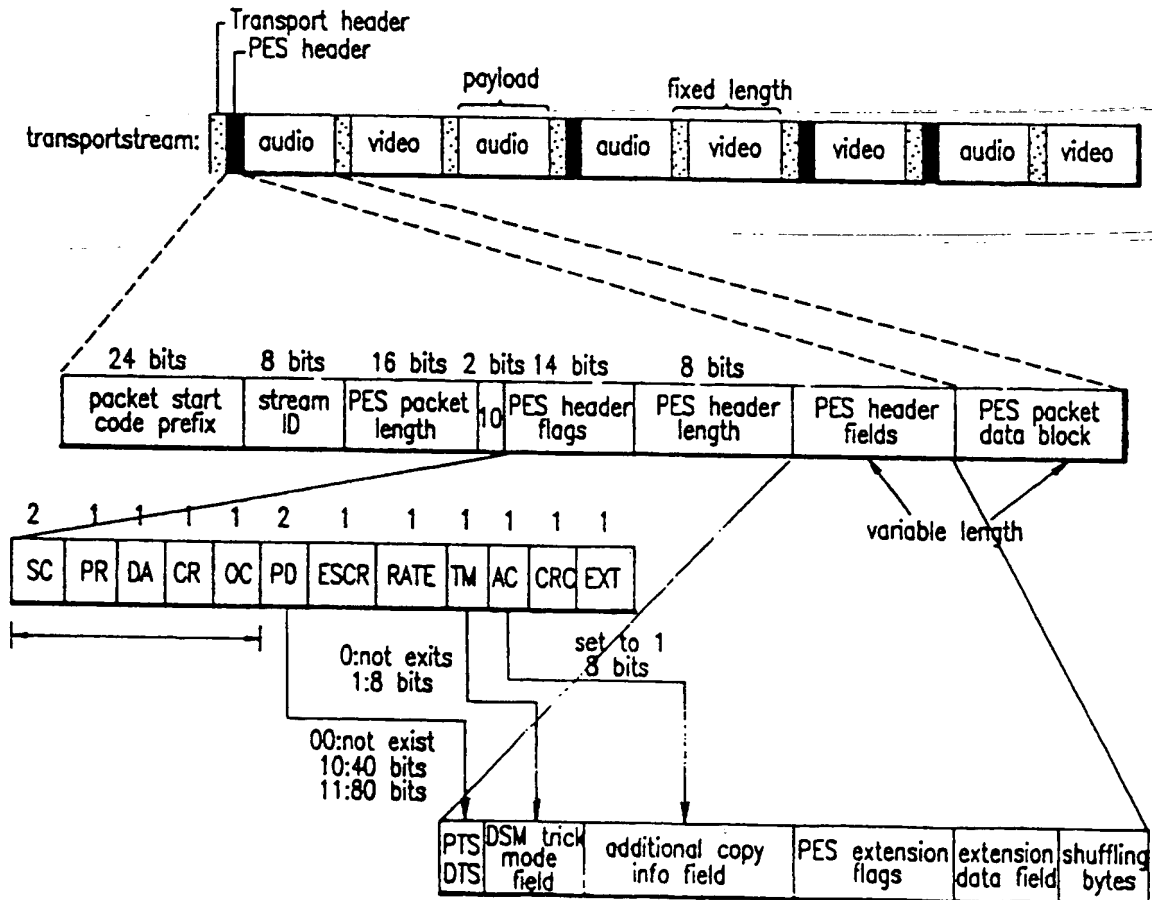 Transport header
PES header
payload
fixed length
transportstream:
audio
video
audio
audio
video
video
audio
video
24 bits
8 bits
16 bits
2 bits
14 bits
8 bits
packet start
code prefix
stream
ID
PES packet
length
10
PES header
flags
PES header
length
PES header
fields
PES packet
data block
variable length
2 1 1 1 1 2 1 1 1 1 1 1
SC PR DA CR OC PD ESCR RATE TM AC CRC EXT
0:not exits
1:8 bits
set to 1
8 bits
00:not exist
10:40 bits
11:80 bits
PTS
DTS
DSM trick
mode
field
additional copy
info field
PES extension
flags
extension
data field
shuffling
bytes